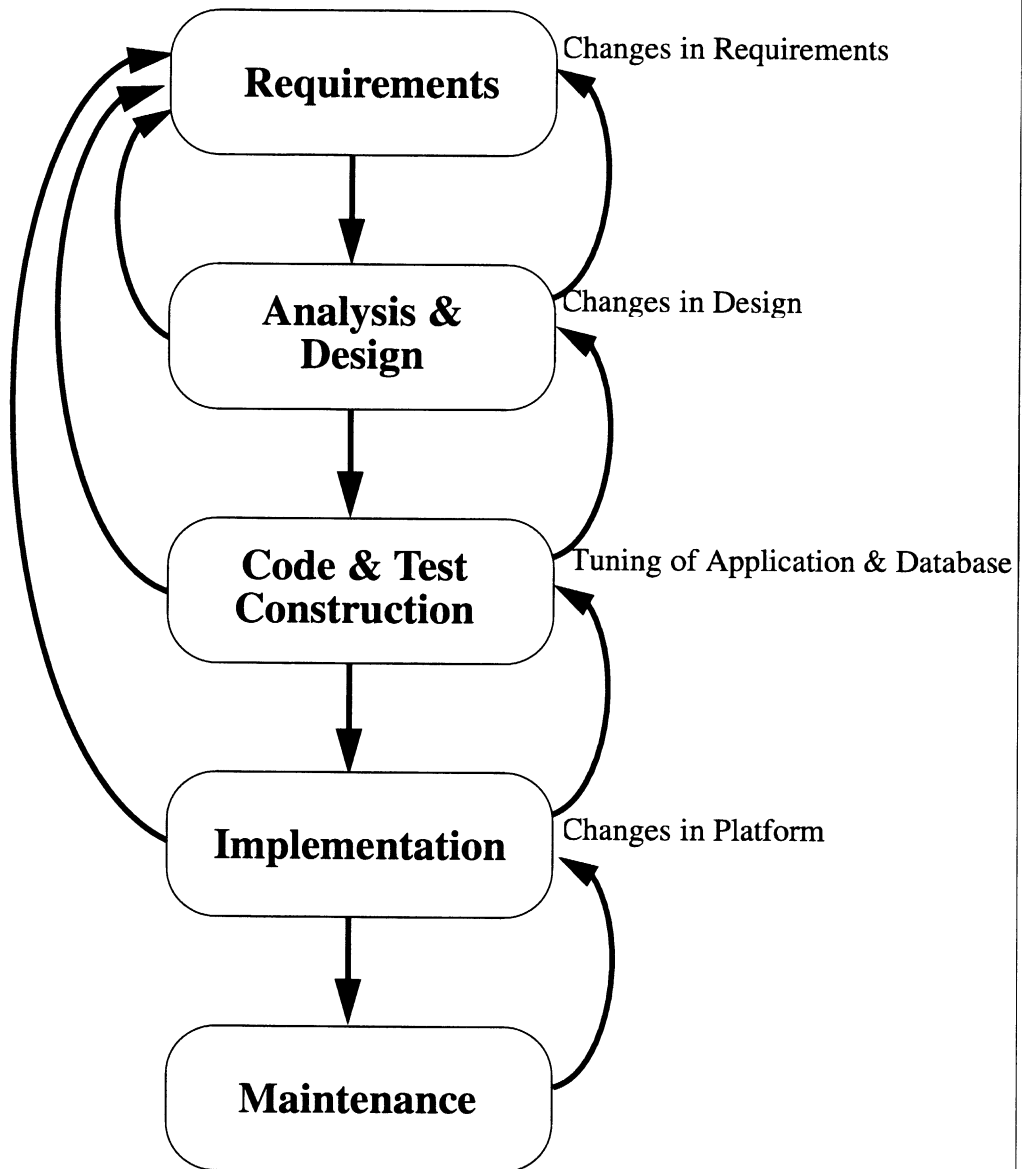 Requirements
Changes in Requirements
Analysis &
Design
Changes in Design
Code & Test
Construction
Tuning of Application & Database
Implementation
Changes in Platform
Maintenance